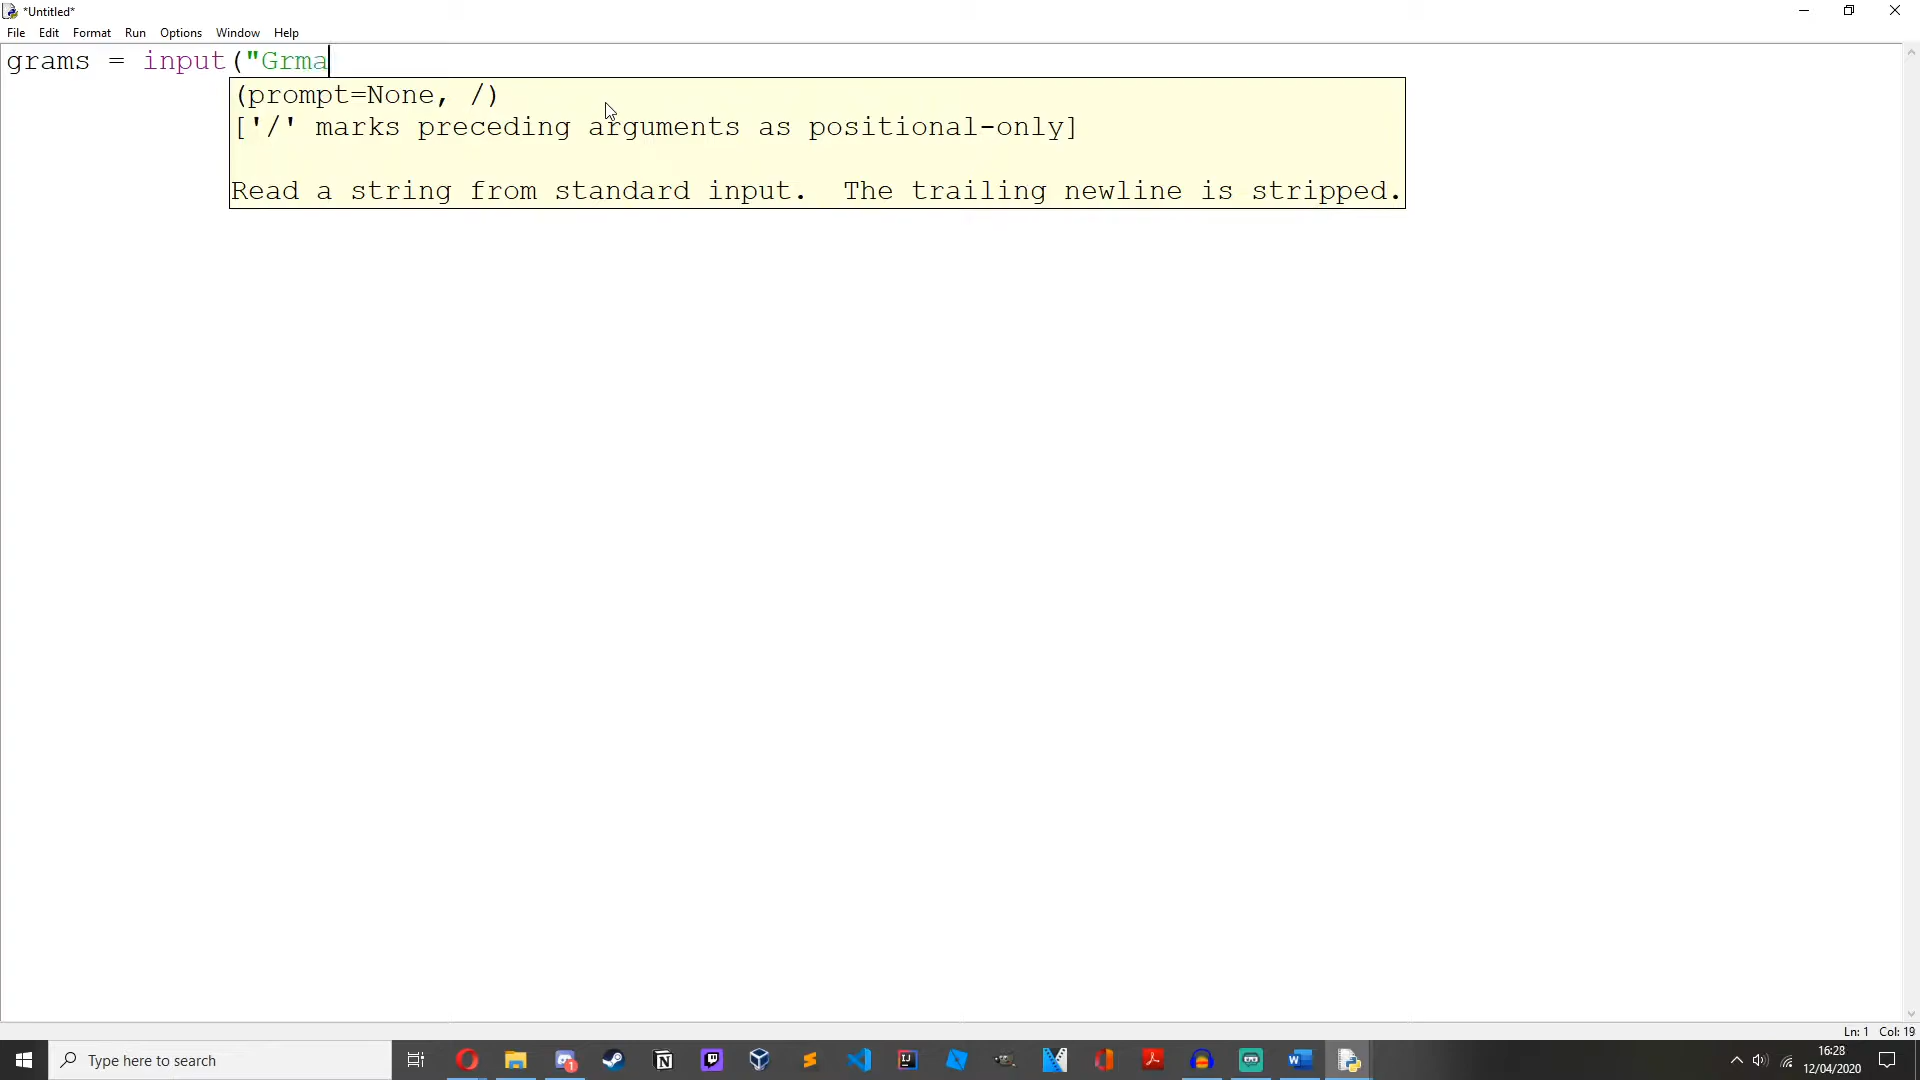 *Untitled*
File Edit Format Run Options Window Help
grams = input("Grma
(prompt=None, /)
['/' marks preceding arguments as positional-only]
Read a string from standard input.  The trailing newline is stripped.
Ln: 1 Col: 19
Type here to search
1
16:28
12/04/2020